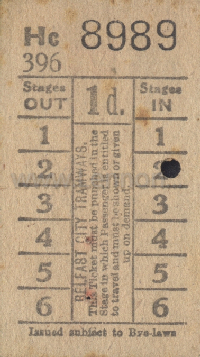 Hc 8989
396
Stages OUT
1d.
Stages IN
1 1
2 2
3 3
4 4
5 5
6 6
BELFAST CITY TRAMWAYS.
This Ticket must be punched in the
Stage in which Passenger is entitled
to travel and must be shown or given
up on demand.
Issued subject to Bye-laws